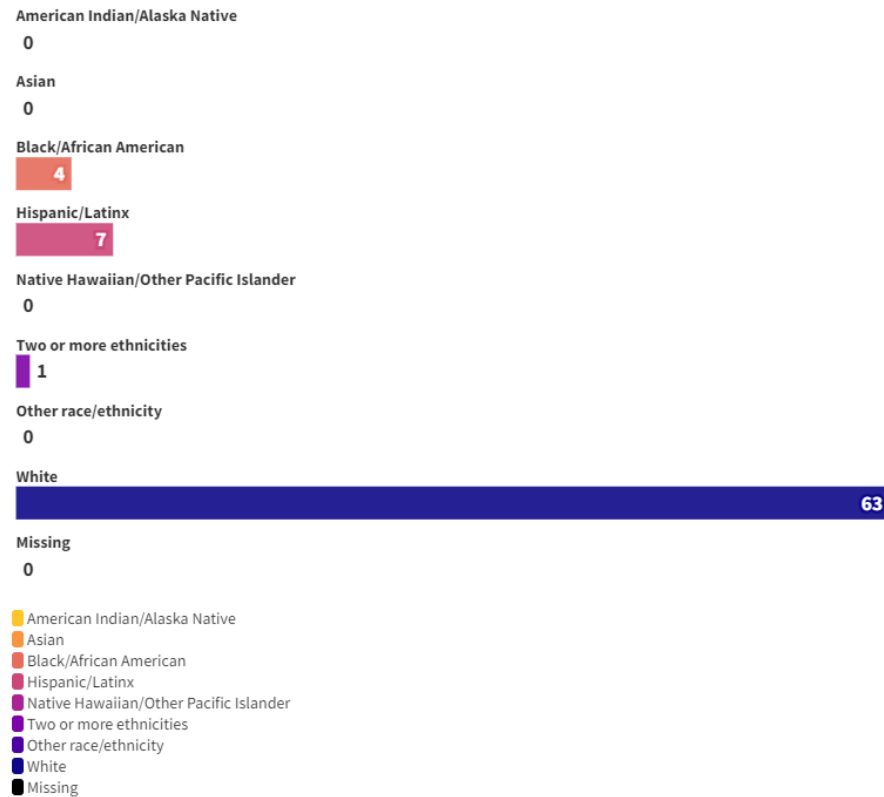 American Indian/Alaska Native
0
Asian
0
Black/African American
4
Hispanic/Latinx
7
Native Hawaiian/Other Pacific Islander
0
Two or more ethnicities
1
Other race/ethnicity
0
White
63
Missing
0
American Indian/Alaska Native
Asian
Black/African American
Hispanic/Latinx
Native Hawaiian/Other Pacific Islander
Two or more ethnicities
Other race/ethnicity
White
Missing